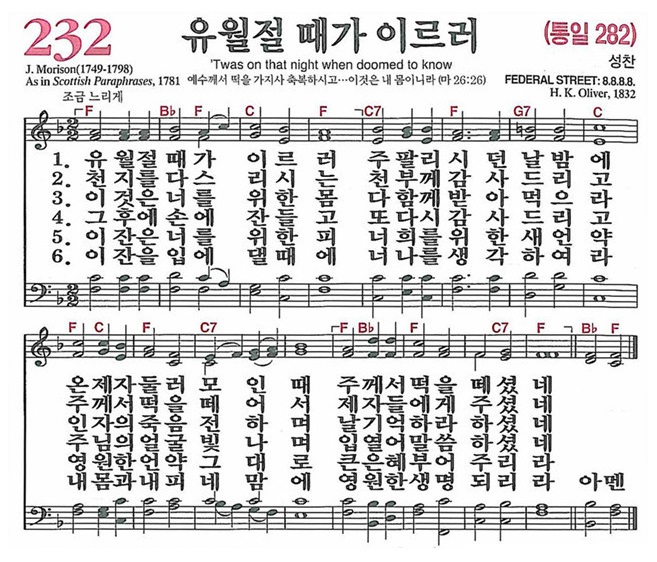 232
유월절 때가 이르러
(통일 282)
J. Morison(1749-1798)
'Twas on that night when doomed to know
성찬
As in Scottish Paraphrases, 1781
예수께서 떡을 가지사 축복하시고…이것은 내 몸이니라 (마 26:26)
FEDERAL STREET: 8.8.8.8.
조금 느리게
H. K. Oliver, 1832
F B♭ F C F C7 F G7 C
1. 유월절때가 이르러 주팔리시던날밤에
2. 천지를다스리시는 천부께감사드리고
3. 이것은너를 위한몸 다함께받아먹으라
4. 그후에손에 잔들고 또다시감사드리고
5. 이잔은너를 위한피 너희를위한새언약
6. 이잔을입에 댈때에 너나를생각하여라
F C F C7 F F B♭ F C7 F B♭ F
온제자둘러모인때 주께서떡을떼셨네
주께서떡을떼어서 제자들에게주셨네
인자의죽음전하며 날기억하라하셨네
주님의얼굴빛나며 입열어말씀하셨네
영원한언약그대로 큰은혜부어주리라
내몸과내피네맘에 영원한생명되리라 아멘